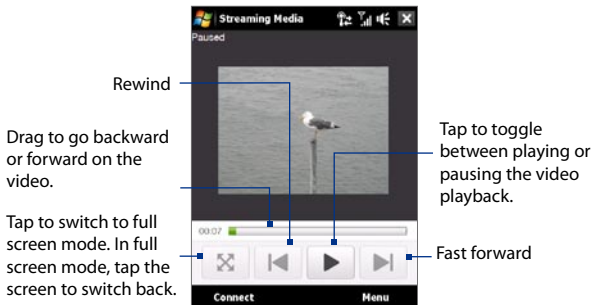 Streaming Media
Paused
Rewind
Drag to go backward
or forward on the
video.
Tap to toggle
between playing or
pausing the video
playback.
00:07
Tap to switch to full
screen mode. In full
screen mode, tap the
screen to switch back.
Fast forward
Connect
Menu